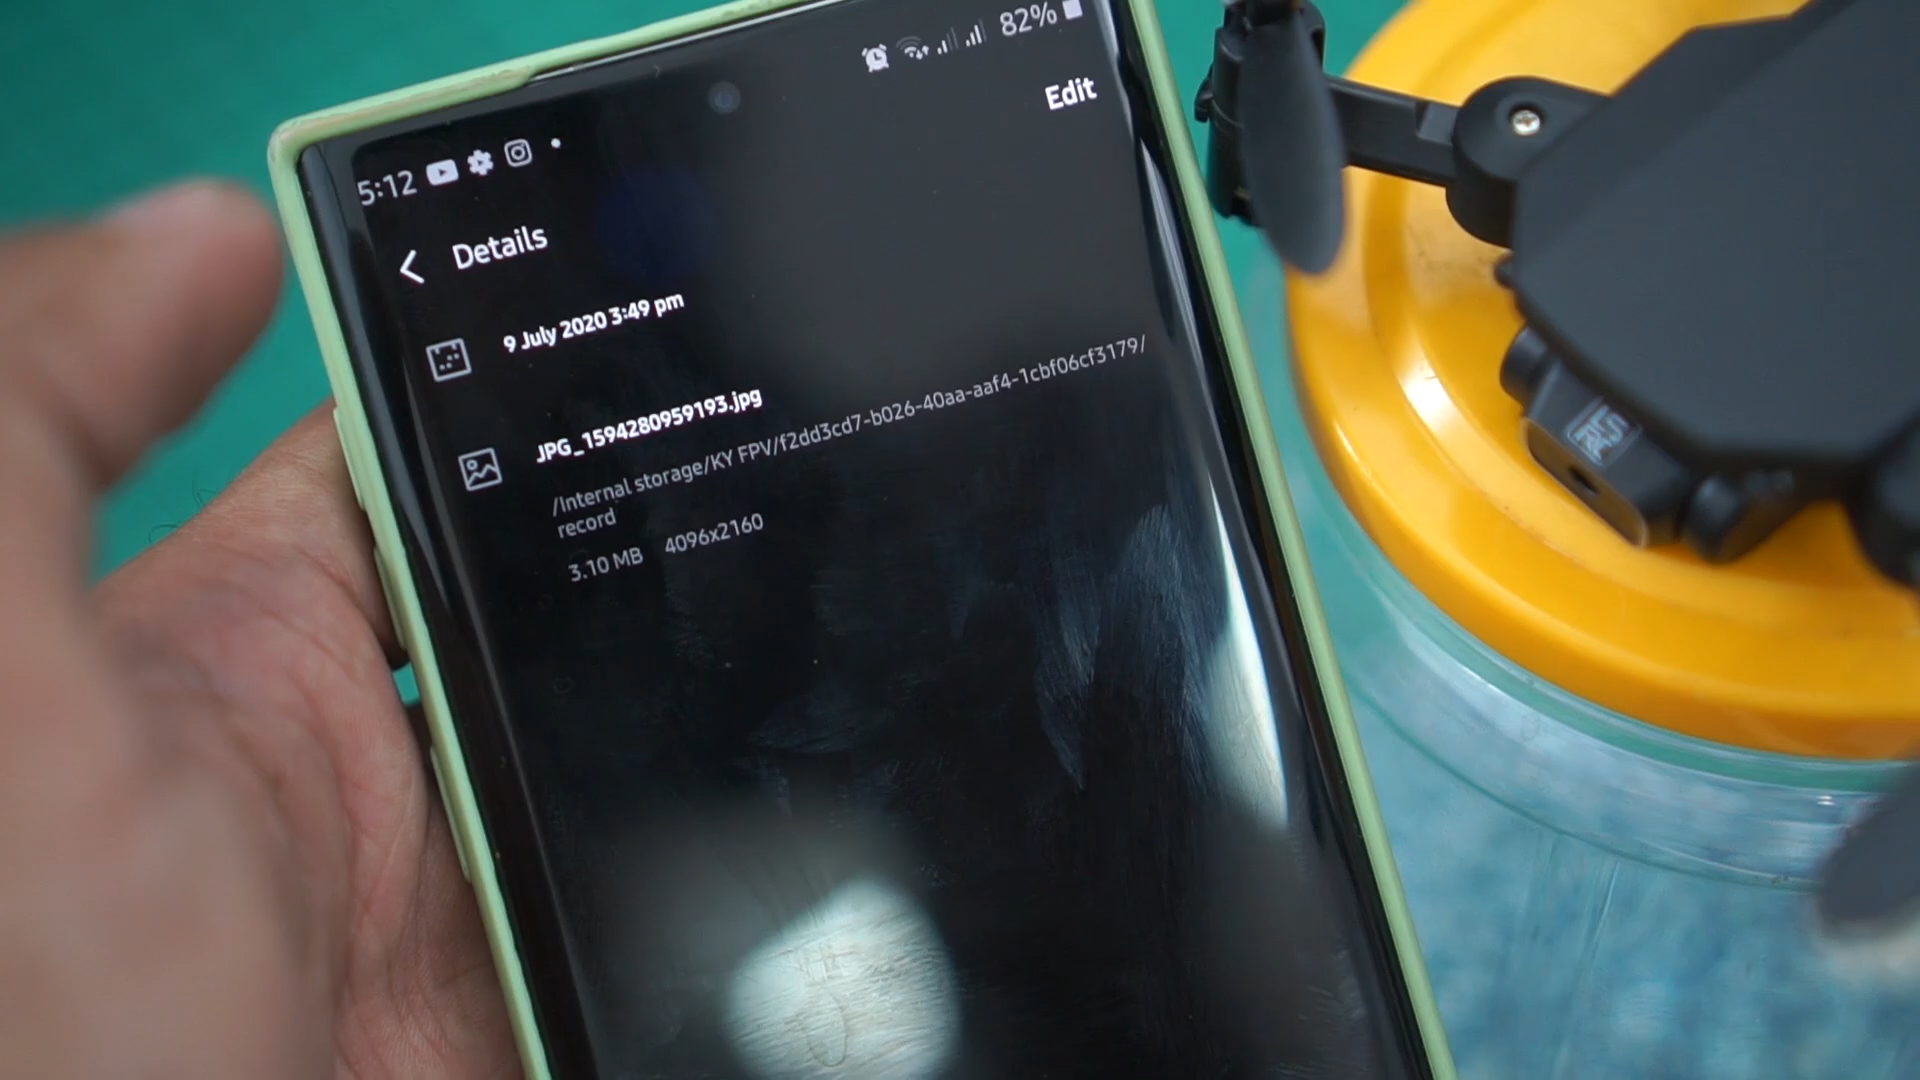 5:12
82%
Edit
Details
9 July 2020 3:49 pm
JPG_1594280959193.jpg
/Internal storage/KY FPV/f2dd3cd7-b026-40aa-aaf4-1cbf06cf3179/
record
3.10 MB 4096x2160